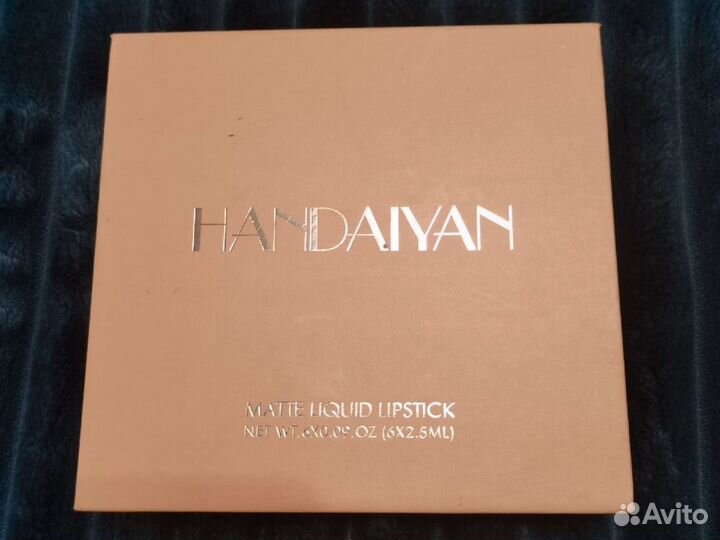 HANDAIYAN
MATTE LIQUID LIPSTICK
NET WT.6X0.09.OZ (6X2.5ML)
Avito